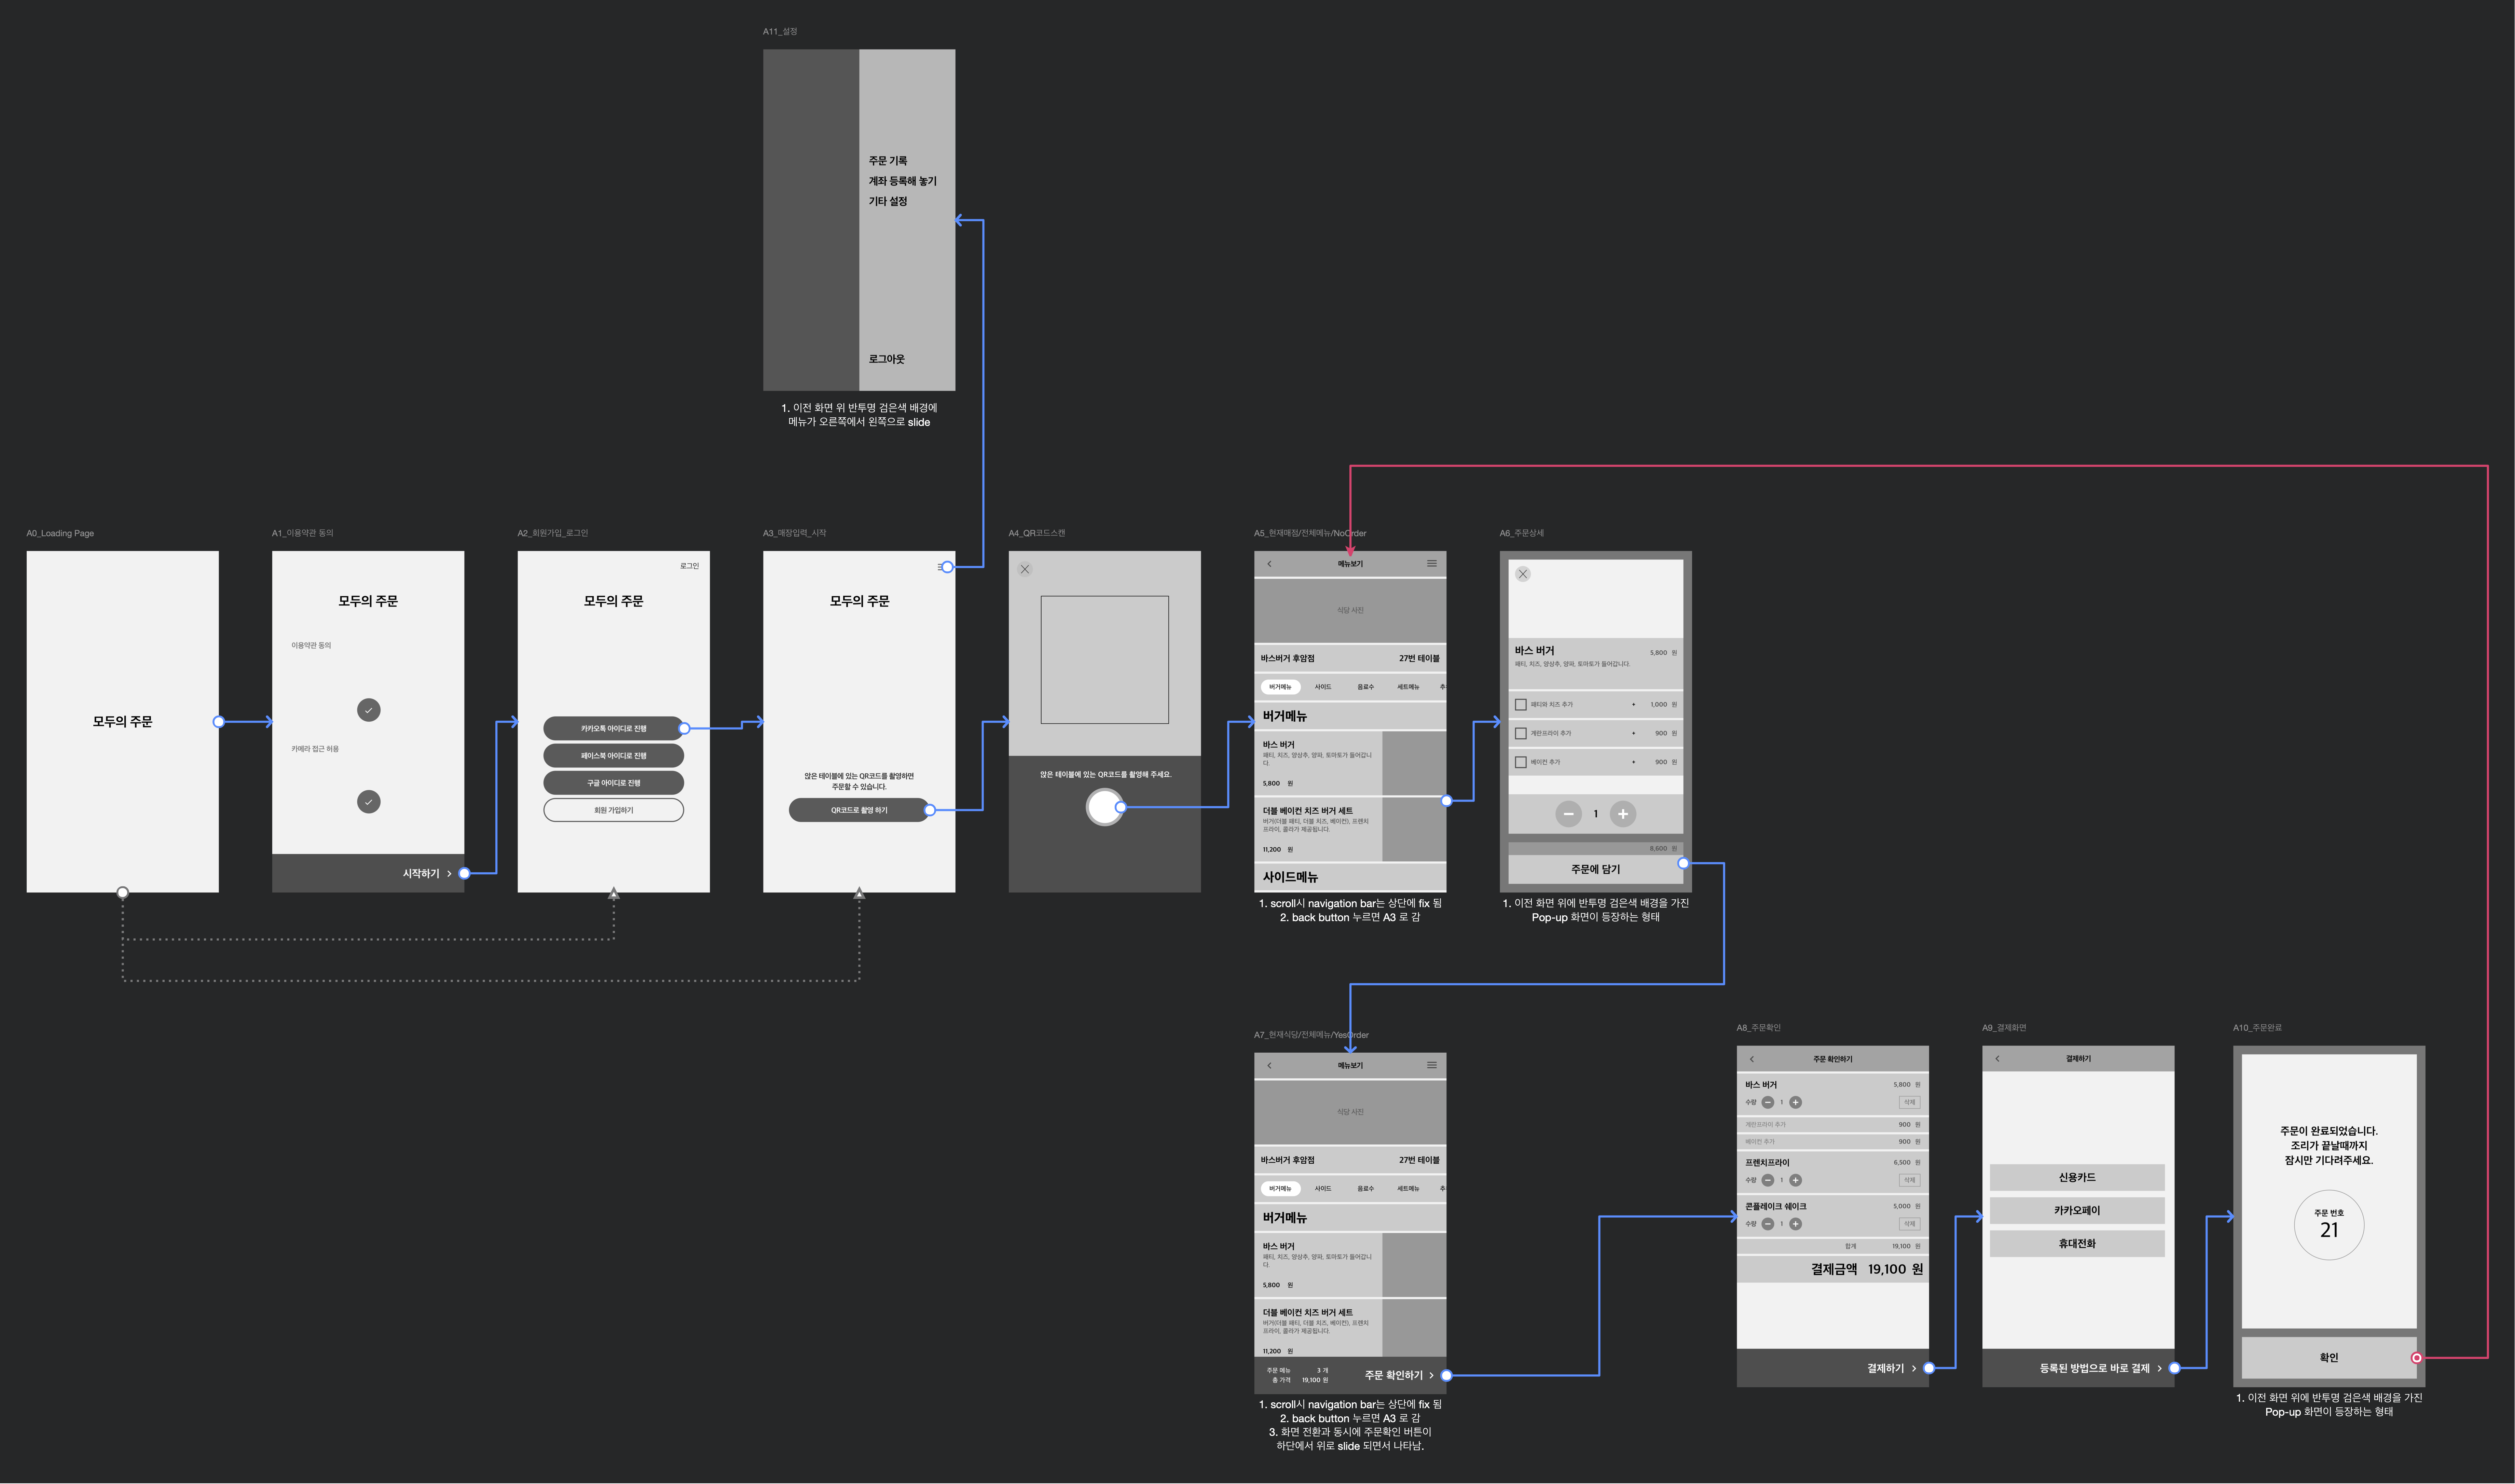 A11_설정
주문 기록
계좌 등록해 놓기
기타 설정
로그아웃
1. 이전 화면 위 반투명 검은색 배경에
메뉴가 오른쪽에서 왼쪽으로 slide
A0_Loading Page
모두의 주문
A1_이용약관 동의
모두의 주문
이용약관 동의
카메라 접근 허용
시작하기
A2_회원가입_로그인
로그인
모두의 주문
카카오톡 아이디로 진행
페이스북 아이디로 진행
구글 아이디로 진행
회원 가입하기
A3_매장입력_시작
모두의 주문
앉은 테이블에 있는 QR코드를 촬영하면
주문할 수 있습니다.
QR코드로 촬영 하기
A4_QR코드스캔
앉은 테이블에 있는 QR코드를 촬영해 주세요.
A5_현재매점/전체메뉴/NoOrder
메뉴보기
식당 사진
바스버거 후암점 27번 테이블
버거메뉴 사이드 음료수 세트메뉴 추
버거메뉴
바스 버거
패티, 치즈, 양상추, 양파, 토마토가 들어갑니
다.
5,800 원
더블 베이컨 치즈 버거 세트
버거(더블 패티, 더블 치즈, 베이컨), 프렌치
프라이, 콜라가 제공됩니다.
11,200 원
사이드메뉴
1. scroll시 navigation bar는 상단에 fix 됨
2. back button 누르면 A3 로 감
A6_주문상세
바스 버거 5,800 원
패티, 치즈, 양상추, 양파, 토마토가 들어갑니다.
패티와 치즈 추가 + 1,000 원
계란프라이 추가 + 900 원
베이컨 추가 + 900 원
1
8,600 원
주문에 담기
1. 이전 화면 위에 반투명 검은색 배경을 가진
Pop-up 화면이 등장하는 형태
A7_현재식당/전체메뉴/YesOrder
메뉴보기
식당 사진
바스버거 후암점 27번 테이블
버거메뉴 사이드 음료수 세트메뉴 추
버거메뉴
바스 버거
패티, 치즈, 양상추, 양파, 토마토가 들어갑니
다.
5,800 원
더블 베이컨 치즈 버거 세트
버거(더블 패티, 더블 치즈, 베이컨), 프렌치
프라이, 콜라가 제공됩니다.
11,200 원
주문 메뉴 3 개
총 가격 19,100 원
주문 확인하기
1. scroll시 navigation bar는 상단에 fix 됨
2. back button 누르면 A3 로 감
3. 화면 전환과 동시에 주문확인 버튼이
하단에서 위로 slide 되면서 나타남.
A8_주문확인
주문 확인하기
바스 버거 5,800 원
수량 1 삭제
계란프라이 추가 900 원
베이컨 추가 900 원
프렌치프라이 6,500 원
수량 1 삭제
콘플레이크 쉐이크 5,000 원
수량 1 삭제
합계 19,100 원
결제금액 19,100 원
결제하기
A9_결제화면
결제하기
신용카드
카카오페이
휴대전화
등록된 방법으로 바로 결제
A10_주문완료
주문이 완료되었습니다.
조리가 끝날때까지
잠시만 기다려주세요.
주문 번호
21
확인
1. 이전 화면 위에 반투명 검은색 배경을 가진
Pop-up 화면이 등장하는 형태